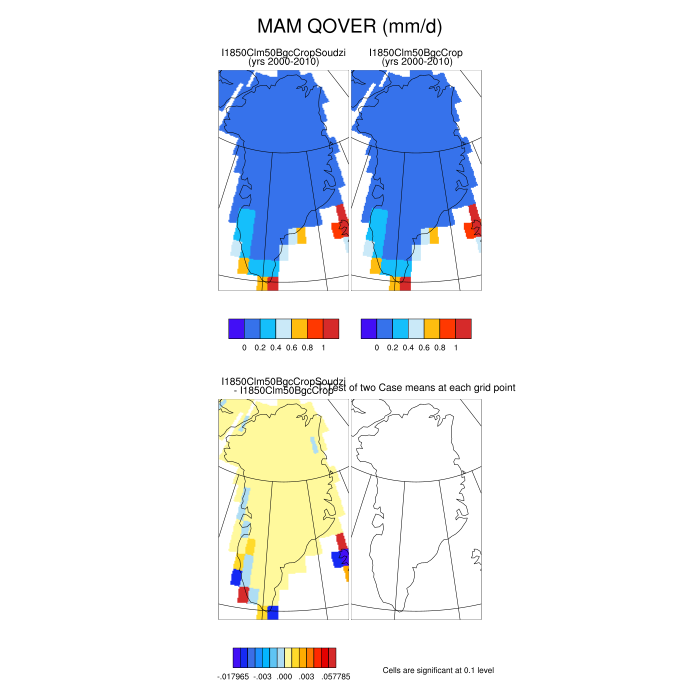 MAM QOVER (mm/d)
I1850Clm50BgcCropSoudzi
(yrs 2000-2010)
I1850Clm50BgcCrop
(yrs 2000-2010)
0 0.2 0.4 0.6 0.8 1
0 0.2 0.4 0.6 0.8 1
I1850Clm50BgcCropSoudzi
- I1850Clm50BgcCrop
Test of two Case means at each grid point
-.017965 -.003 .000 .003 .057785
Cells are significant at 0.1 level